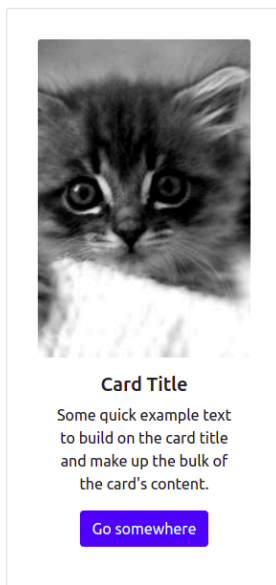 Card Title
Some quick example text
to build on the card title
and make up the bulk of
the card's content.
Go somewhere